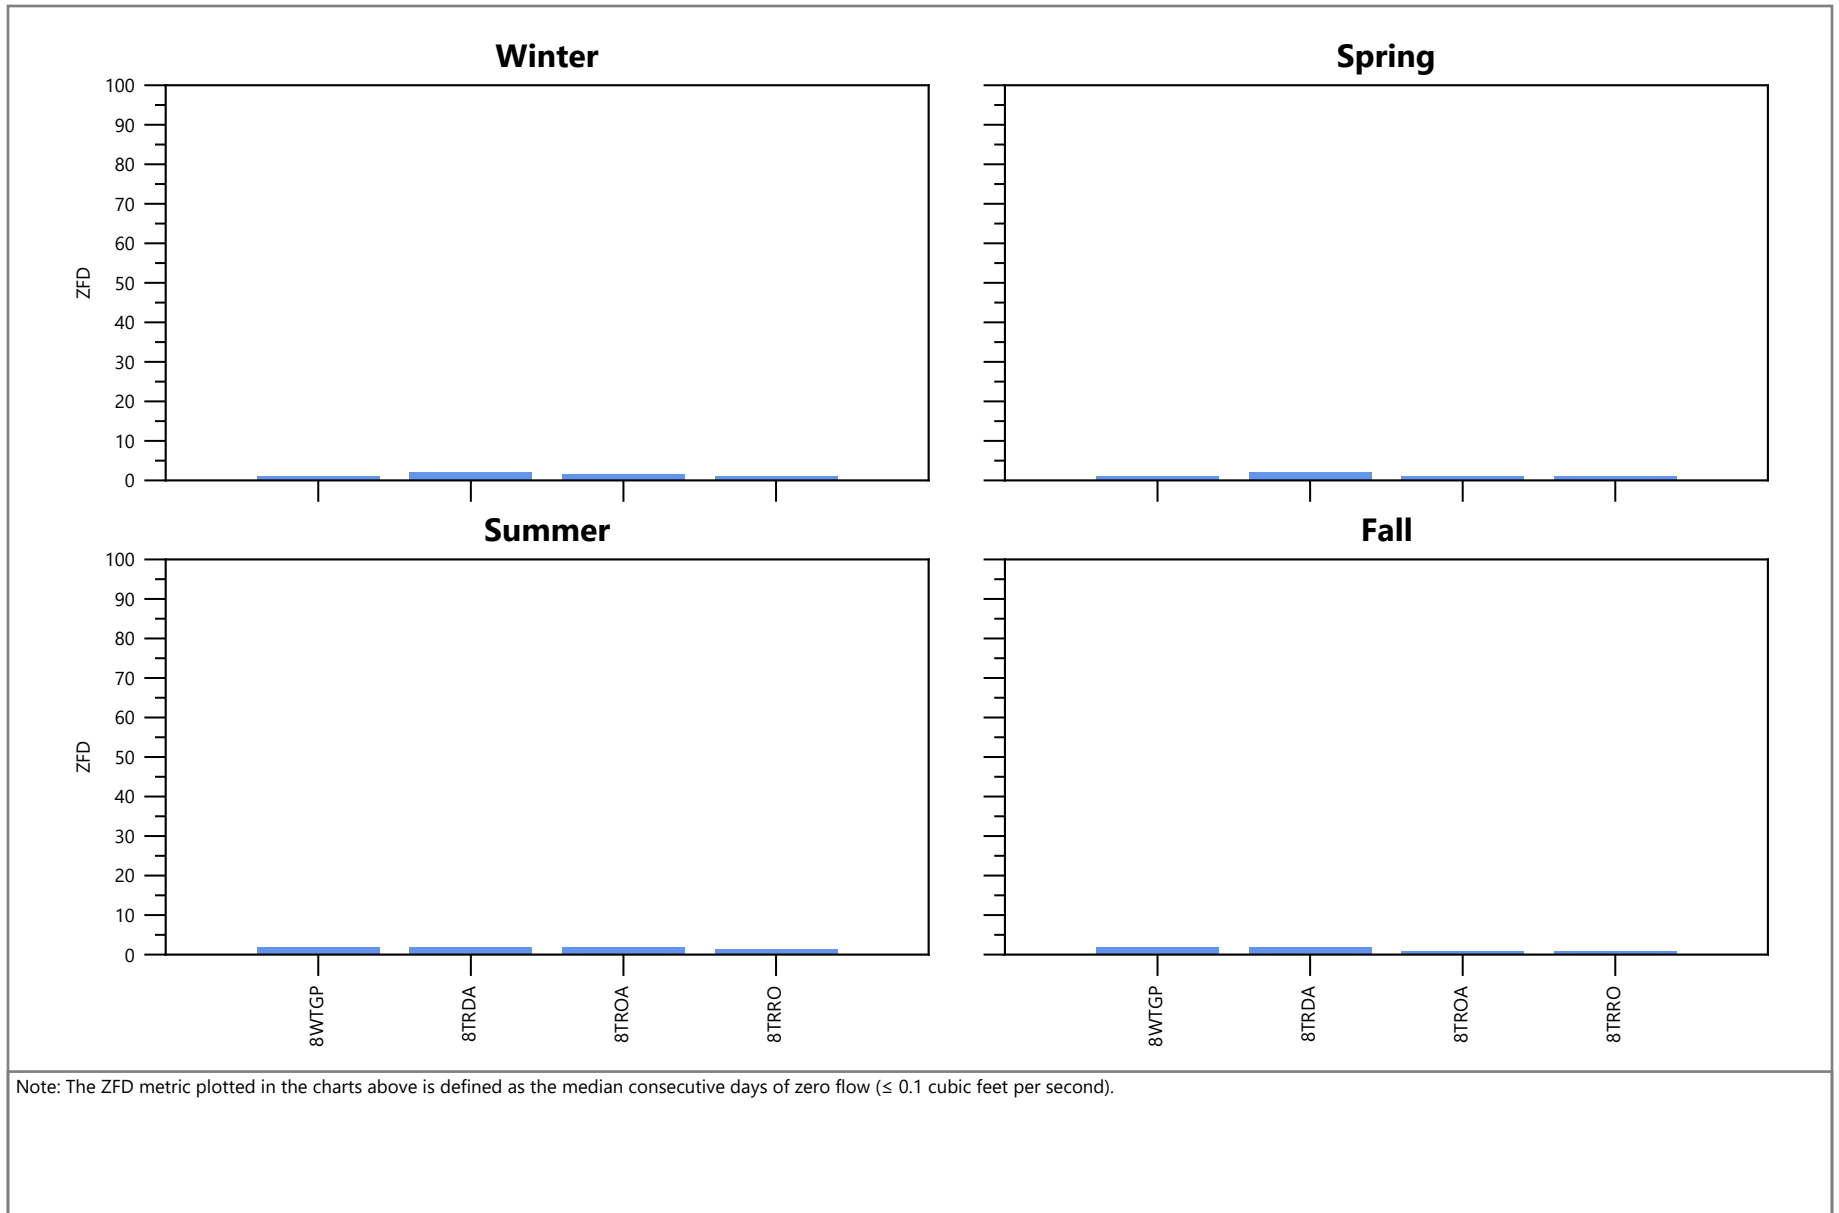 Winter
Spring
100
90
80
70
60
50
40
30
20
10
0
ZFD
Summer
Fall
100
90
80
70
60
50
40
30
20
10
0
ZFD
8WTGP
8TRDA
8TROA
8TRRO
8WTGP
8TRDA
8TROA
8TRRO
Note: The ZFD metric plotted in the charts above is defined as the median consecutive days of zero flow (≤ 0.1 cubic feet per second).